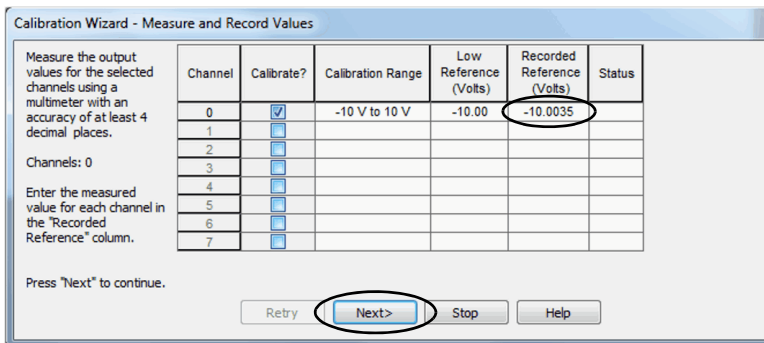 Calibration Wizard - Measure and Record Values
Measure the output
values for the selected
channels using a
multimeter with an
accuracy of at least 4
decimal places.
Channels: 0
Enter the measured
value for each channel in
the "Recorded
Reference" column.
Press "Next" to continue.
Channel Calibrate? Calibration Range Low Reference (Volts) Recorded Reference (Volts) Status
0 -10 V to 10 V -10.00 -10.0035
1
2
3
4
5
6
7
Retry Next> Stop Help